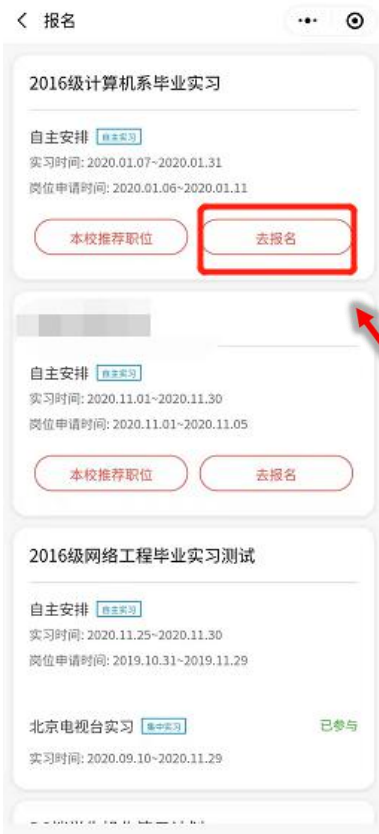 报名
2016级计算机系毕业实习
自主安排 自主实习
实习时间: 2020.01.07~2020.01.31
岗位申请时间: 2020.01.06~2020.01.11
本校推荐职位 去报名
自主安排 自主实习
实习时间: 2020.11.01~2020.11.30
岗位申请时间: 2020.11.01~2020.11.05
本校推荐职位 去报名
2016级网络工程毕业实习测试
自主安排 自主实习
实习时间: 2020.11.25~2020.11.30
岗位申请时间: 2019.10.31~2019.11.29
北京电视台实习 集中实习 已参与
实习时间: 2020.09.10~2020.11.29